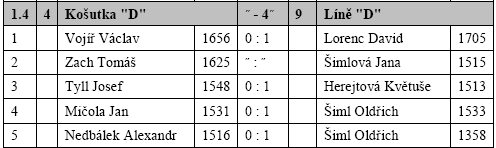 1.4 4 Košutka "D" ˝ - 4˝ 9 Líně "D"
1 Vojíř Václav 1656 0 : 1 Lorenc David 1705
2 Zach Tomáš 1625 ˝ : ˝ Šimlová Jana 1515
3 Tyll Josef 1548 0 : 1 Herejtová Květuše 1513
4 Mičola Jan 1531 0 : 1 Šiml Oldřich 1533
5 Nedbálek Alexandr 1516 0 : 1 Šiml Oldřich 1358